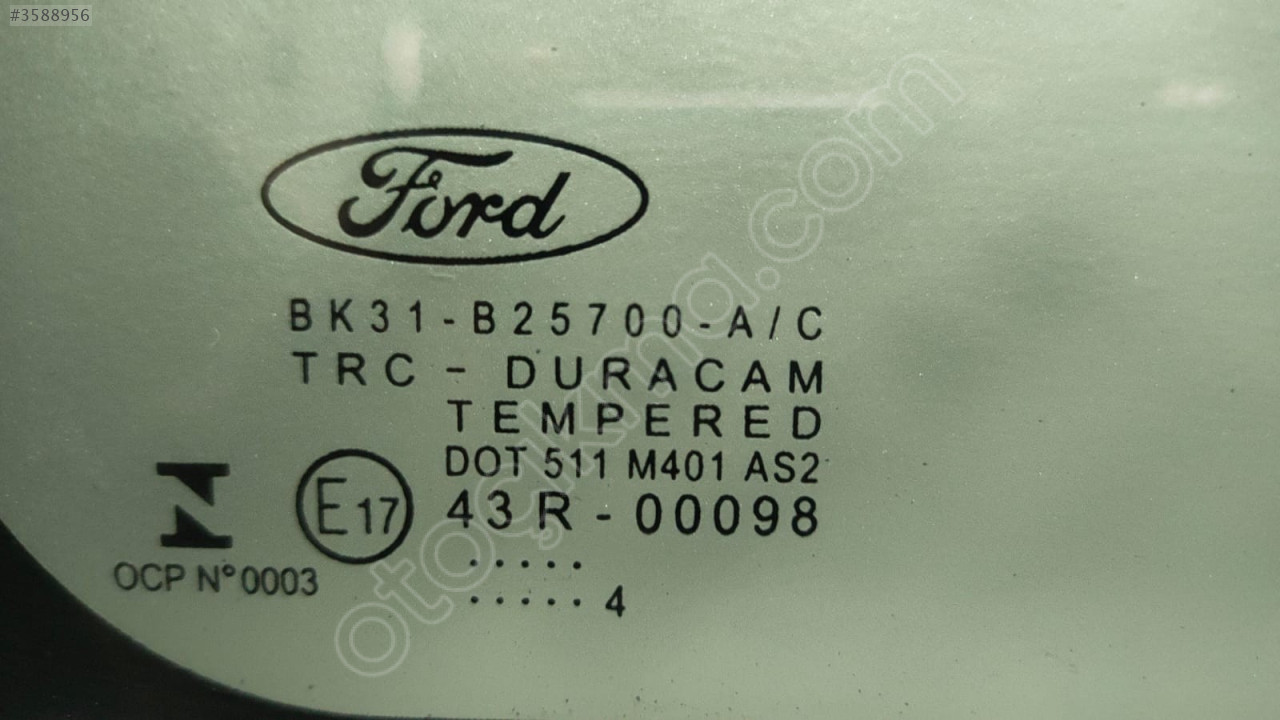 #3588956
Ford
BK31-B25700-A/C
TRC - DURACAM
TEMPERED
DOT 511 M401 AS2
E17 43R-00098
OCP Nº 0003
..... 
..... 4
otoçıkma.com